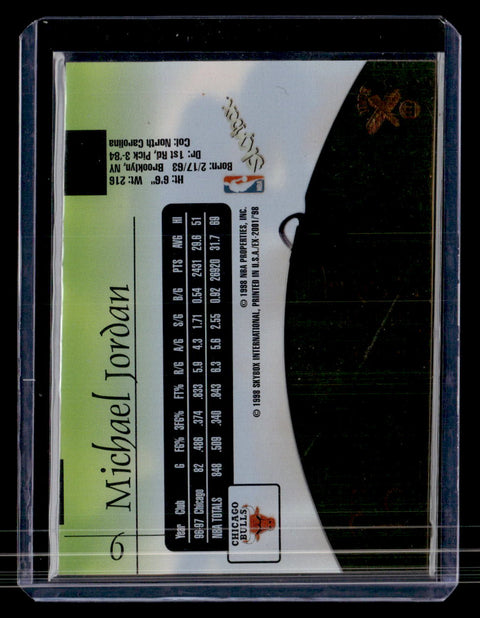 9
Michael Jordan
Ht: 6'6" Wt: 216
Born: 2/17/63 Brooklyn, NY
Dr: 1st Rd, Pick 3-'84
Col: North Carolina
Year Club G FG% 3FG% FT% R/G A/G S/G B/G PTS AVG HI
96-97 Chicago 82 .486 .374 .833 5.9 4.3 1.71 0.54 2431 29.6 51
NBA TOTALS 848 .509 .340 .843 6.3 5.6 2.55 0.92 26920 31.7 69
CHICAGO
BULLS
Skybox
© 1998 NBA PROPERTIES, INC.
© 1998 SKYBOX INTERNATIONAL, PRINTED IN U.S.A./EX-2001/'98